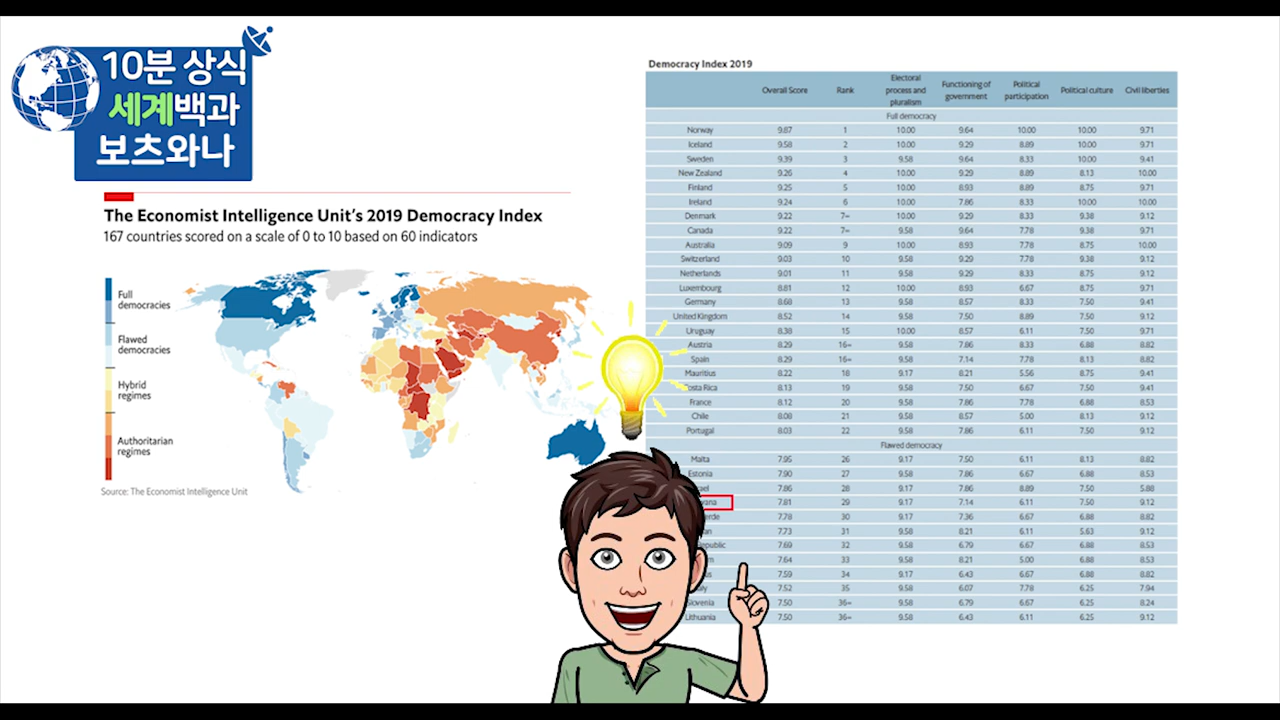 10분 상식
세계백과
보츠와나
The Economist Intelligence Unit's 2019 Democracy Index
167 countries scored on a scale of 0 to 10 based on 60 indicators
Full
democracies
Flawed
democracies
Hybrid
regimes
Authoritarian
regimes
Source: The Economist Intelligence Unit
Democracy Index 2019
Overall Score Rank Electoral process and pluralism Functioning of government Political participation Political culture Civil liberties
Full democracy
Norway 9.87 1 10.00 9.64 10.00 10.00 9.71
Iceland 9.58 2 10.00 9.29 8.89 10.00 9.71
Sweden 9.39 3 9.58 9.64 8.33 10.00 9.41
New Zealand 9.26 4 10.00 9.29 8.89 8.13 10.00
Finland 9.25 5 10.00 8.93 8.89 8.75 9.71
Ireland 9.24 6 10.00 7.86 8.33 10.00 10.00
Denmark 9.22 7= 10.00 9.29 8.33 9.38 9.12
Canada 9.22 7= 9.58 9.64 7.78 9.38 9.71
Australia 9.09 9 10.00 8.93 7.78 8.75 10.00
Switzerland 9.03 10 9.58 9.29 7.78 9.38 9.12
Netherlands 9.01 11 9.58 9.29 8.33 8.75 9.12
Luxembourg 8.81 12 10.00 8.93 6.67 8.75 9.71
Germany 8.68 13 9.58 8.57 8.33 7.50 9.41
United Kingdom 8.52 14 9.58 7.50 8.89 7.50 9.12
Uruguay 8.38 15 10.00 8.57 6.11 7.50 9.71
Austria 8.29 16= 9.58 7.86 8.33 6.88 8.82
Spain 8.29 16= 9.58 7.14 7.78 8.13 8.82
Mauritius 8.22 18 9.17 8.21 5.56 8.75 9.41
osta Rica 8.13 19 9.58 7.50 6.67 7.50 9.41
France 8.12 20 9.58 7.86 7.78 6.88 8.53
Chile 8.08 21 9.58 8.57 5.00 8.13 9.12
Portugal 8.03 22 9.58 7.86 6.11 7.50 9.12
Flawed democracy
Malta 7.95 26 9.17 7.50 6.11 8.13 8.82
Estonia 7.90 27 9.58 7.86 6.67 6.88 8.53
ael 7.86 28 9.17 7.86 8.89 7.50 5.88
wana 7.81 29 9.17 7.14 6.11 7.50 9.12
erde 7.78 30 9.17 7.36 6.67 6.88 8.82
an 7.73 31 9.58 8.21 6.11 5.63 9.12
epublic 7.69 32 9.58 6.79 6.67 6.88 8.53
m 7.64 33 9.58 8.21 5.00 6.88 8.53
us 7.59 34 9.17 6.43 6.67 6.88 8.82
ly 7.52 35 9.58 6.07 7.78 6.25 7.94
lovenia 7.50 36= 9.58 6.79 6.67 6.25 8.24
Lithuania 7.50 36= 9.58 6.43 6.11 6.25 9.12